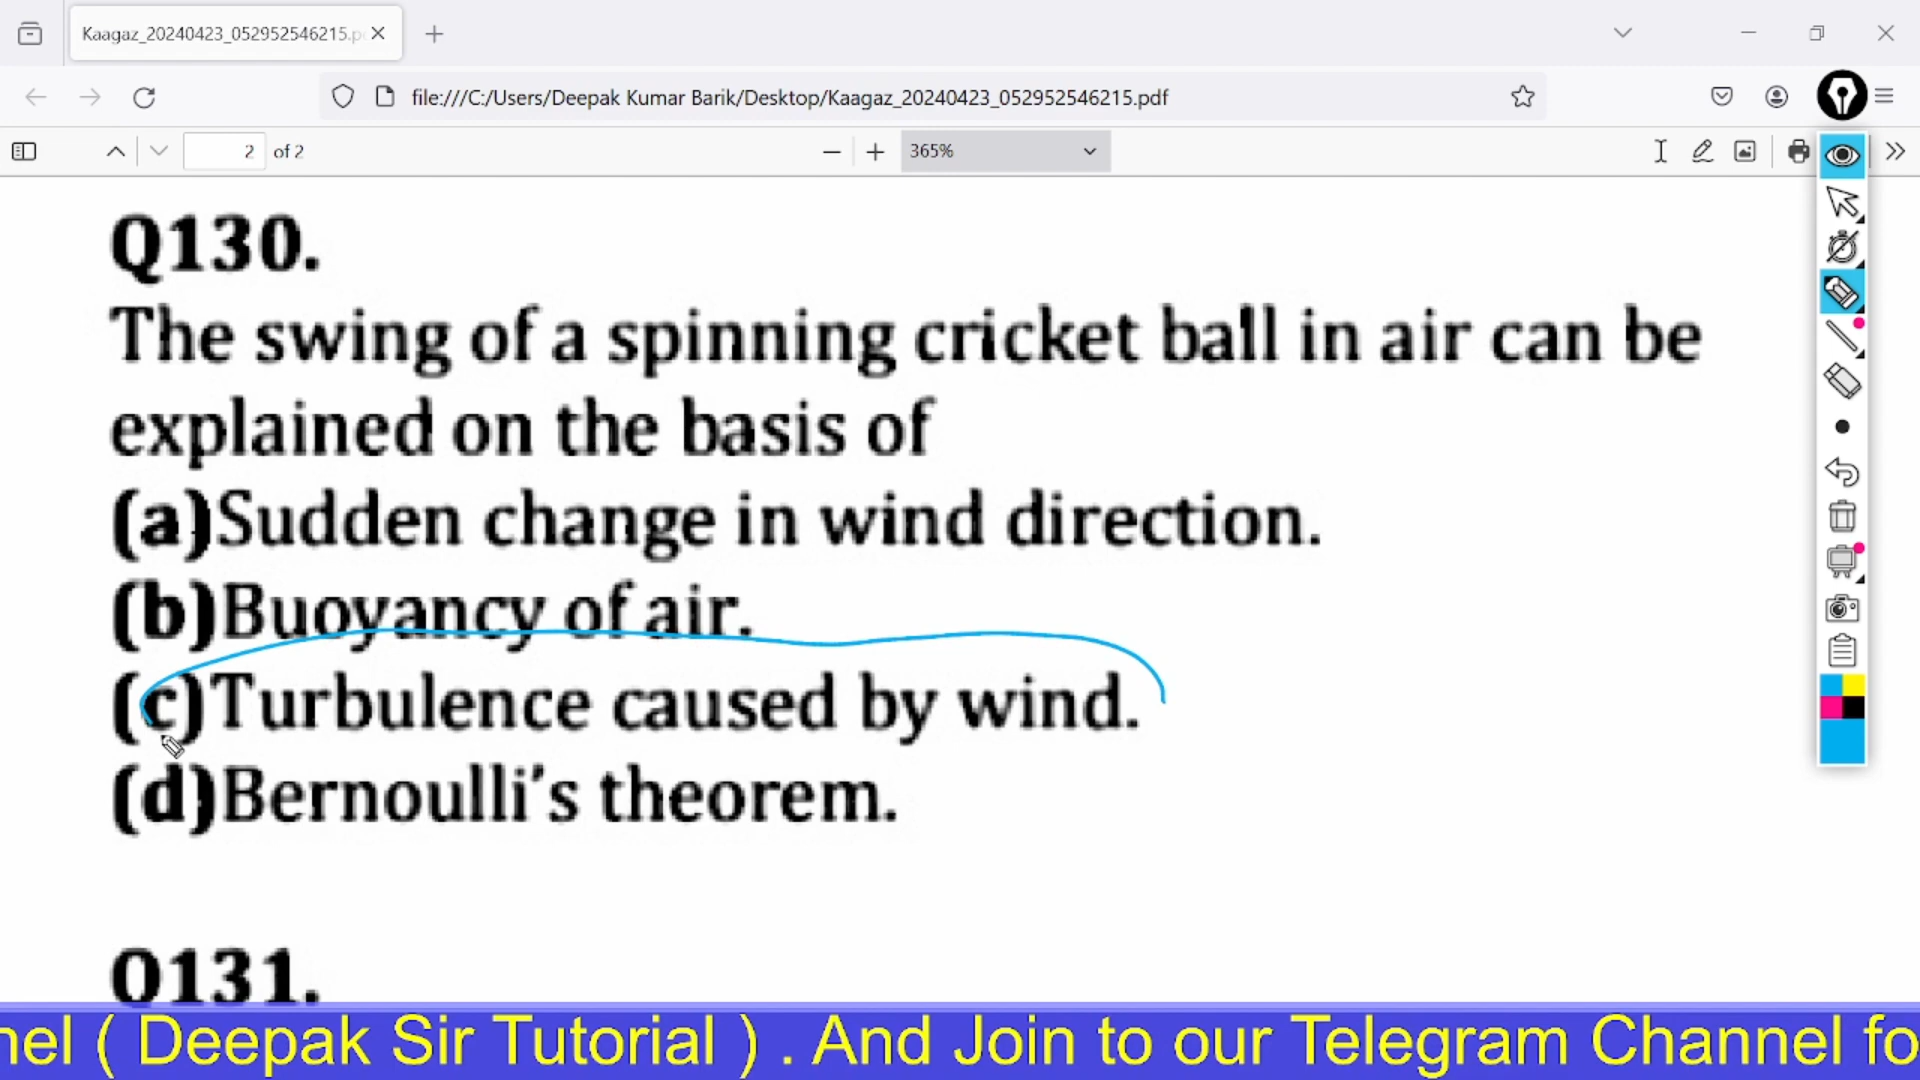 Kaagaz_20240423_052952546215.p
file:///C:/Users/Deepak Kumar Barik/Desktop/Kaagaz_20240423_052952546215.pdf
2 of 2
365%
Q130.
The swing of a spinning cricket ball in air can be
explained on the basis of
(a)Sudden change in wind direction.
(b)Buoyancy of air.
(c)Turbulence caused by wind.
(d)Bernoulli's theorem.
Q131.
nel ( Deepak Sir Tutorial ) . And Join to our Telegram Channel fo